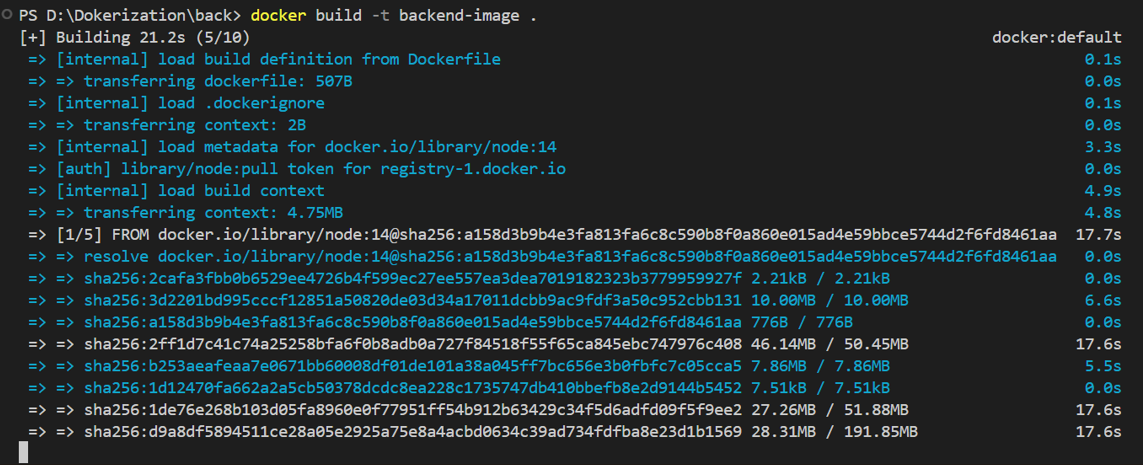 PS D:\Dokerization\back> docker build -t backend-image .
[+] Building 21.2s (5/10) docker:default
=> [internal] load build definition from Dockerfile 0.1s
=> => transferring dockerfile: 507B 0.0s
=> [internal] load .dockerignore 0.1s
=> => transferring context: 2B 0.0s
=> [internal] load metadata for docker.io/library/node:14 3.3s
=> [auth] library/node:pull token for registry-1.docker.io 0.0s
=> [internal] load build context 4.9s
=> => transferring context: 4.75MB 4.8s
=> [1/5] FROM docker.io/library/node:14@sha256:a158d3b9b4e3fa813fa6c8c590b8f0a860e015ad4e59bbce5744d2f6fd8461aa 17.7s
=> => resolve docker.io/library/node:14@sha256:a158d3b9b4e3fa813fa6c8c590b8f0a860e015ad4e59bbce5744d2f6fd8461aa 0.0s
=> => sha256:2cafa3fbb0b6529ee4726b4f599ec27ee557ea3dea7019182323b3779959927f 2.21kB / 2.21kB 0.0s
=> => sha256:3d2201bd995cccf12851a50820de03d34a17011dcbb9ac9fdf3a50c952cbb131 10.00MB / 10.00MB 6.6s
=> => sha256:a158d3b9b4e3fa813fa6c8c590b8f0a860e015ad4e59bbce5744d2f6fd8461aa 776B / 776B 0.0s
=> => sha256:2ff1d7c41c74a25258bfa6f0b8adb0a727f84518f55f65ca845ebc747976c408 46.14MB / 50.45MB 17.6s
=> => sha256:b253aeafeaa7e0671bb60008df01de101a38a045ff7bc656e3b0fbfc7c05cca5 7.86MB / 7.86MB 5.5s
=> => sha256:1d12470fa662a2a5cb50378dcdc8ea228c1735747db410bbefb8e2d9144b5452 7.51kB / 7.51kB 0.0s
=> => sha256:1de76e268b103d05fa8960e0f77951ff54b912b63429c34f5d6adfd09f5f9ee2 27.26MB / 51.88MB 17.6s
=> => sha256:d9a8df5894511ce28a05e2925a75e8a4acbd0634c39ad734fdfba8e23d1b1569 28.31MB / 191.85MB 17.6s